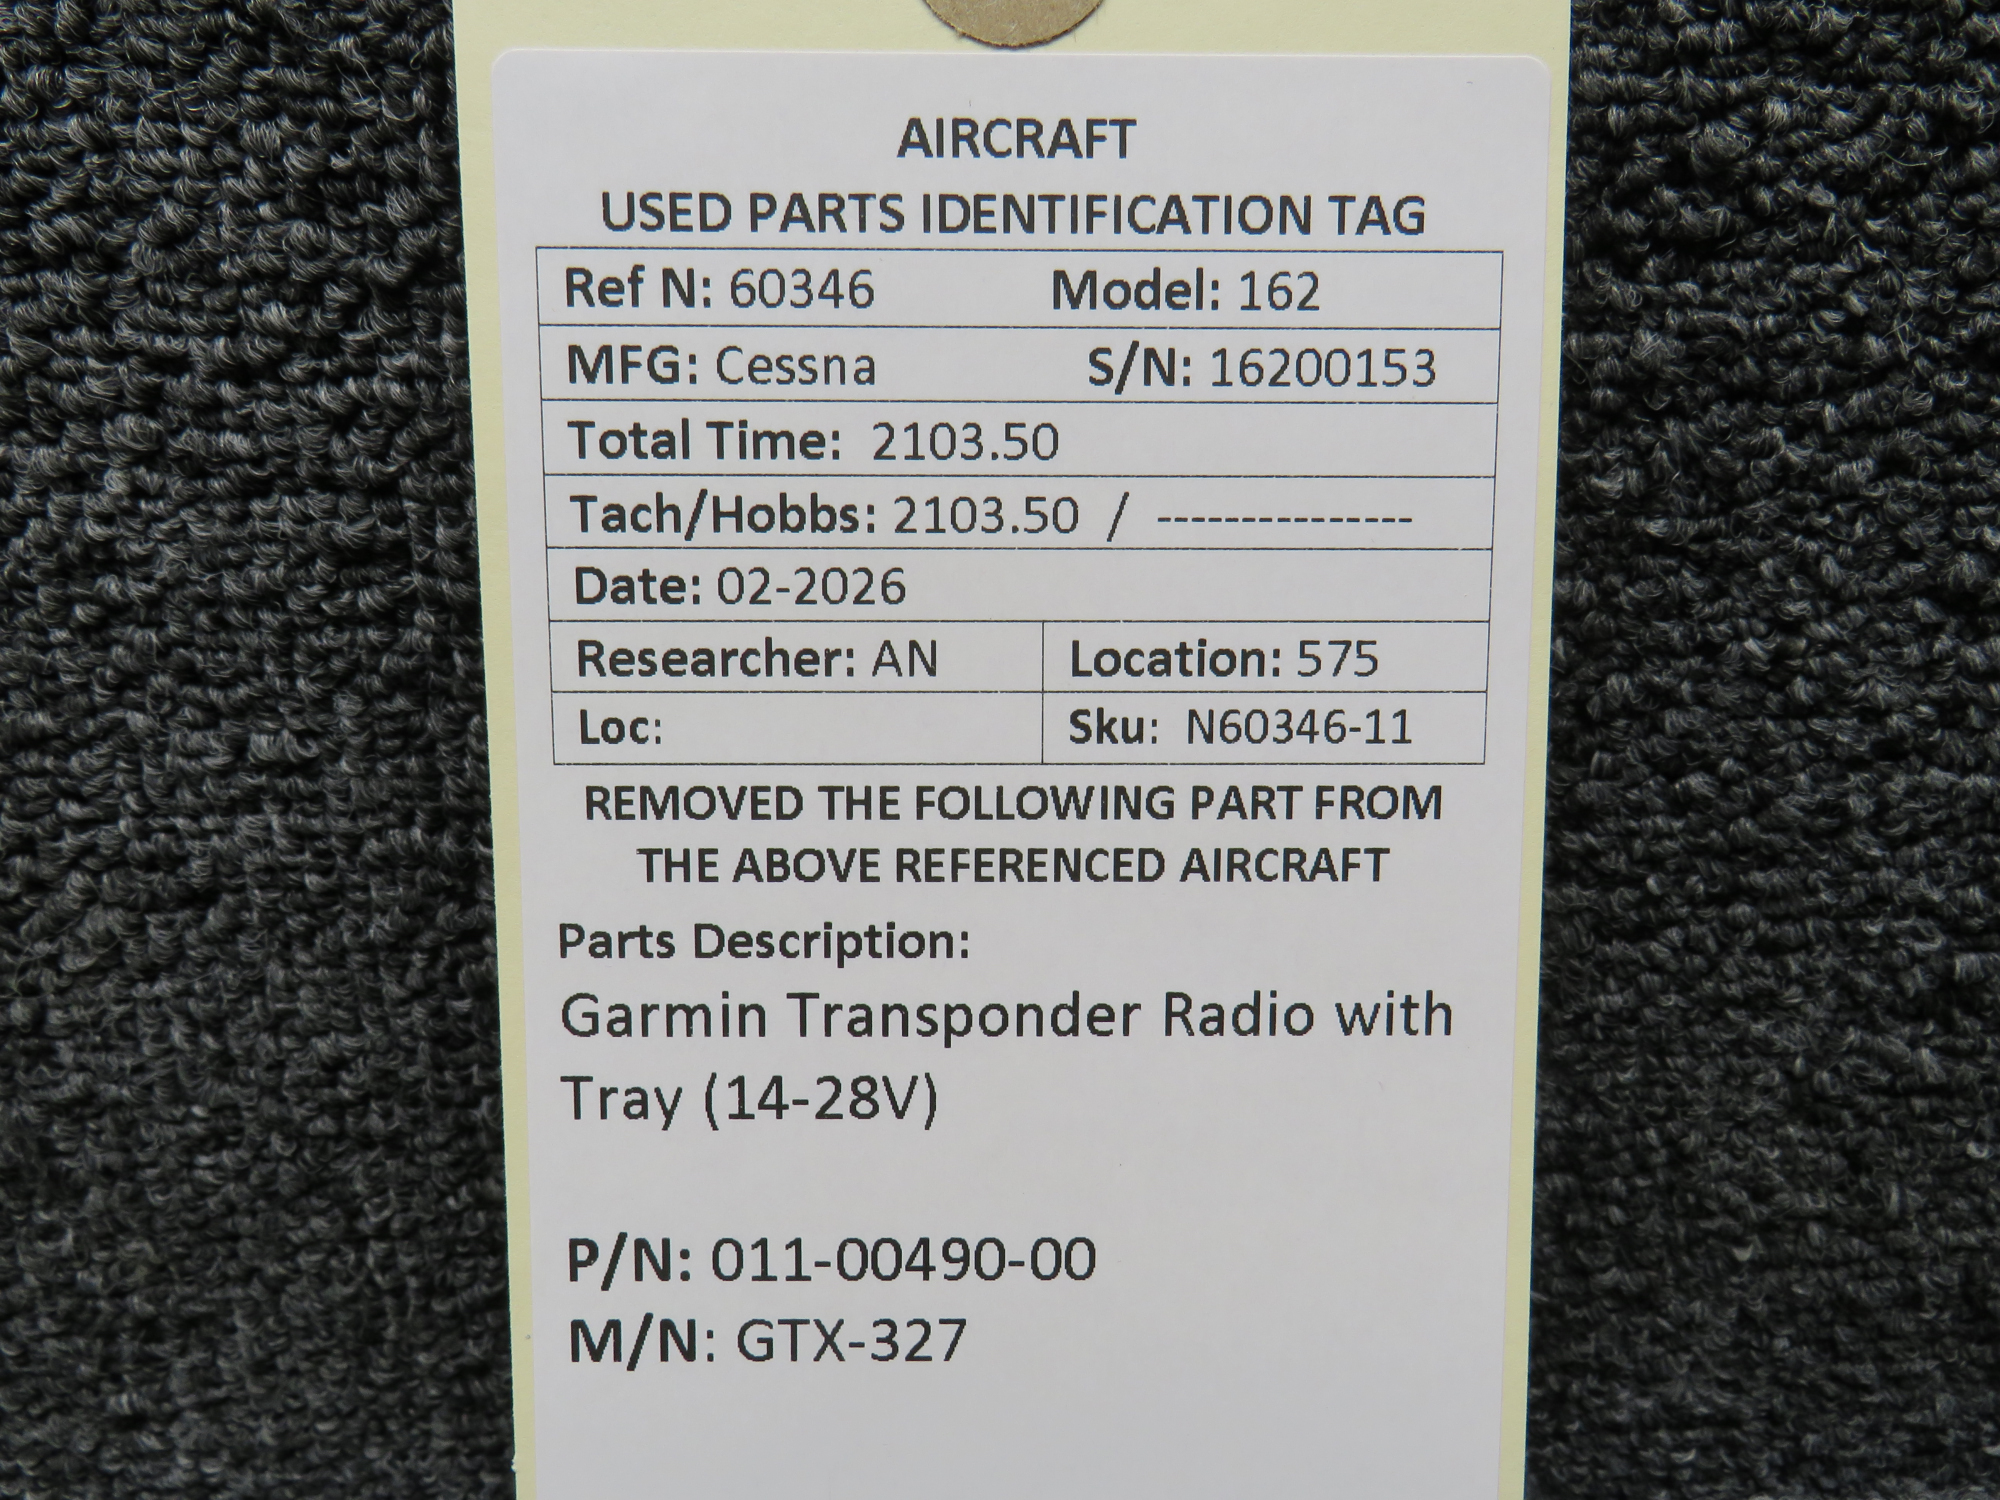 AIRCRAFT
USED PARTS IDENTIFICATION TAG
Ref N: 60346 Model: 162
MFG: Cessna S/N: 16200153
Total Time: 2103.50
Tach/Hobbs: 2103.50 / ---------------
Date: 02-2026
Researcher: AN Location: 575
Loc: Sku: N60346-11
REMOVED THE FOLLOWING PART FROM
THE ABOVE REFERENCED AIRCRAFT
Parts Description:
Garmin Transponder Radio with
Tray (14-28V)
P/N: 011-00490-00
M/N: GTX-327